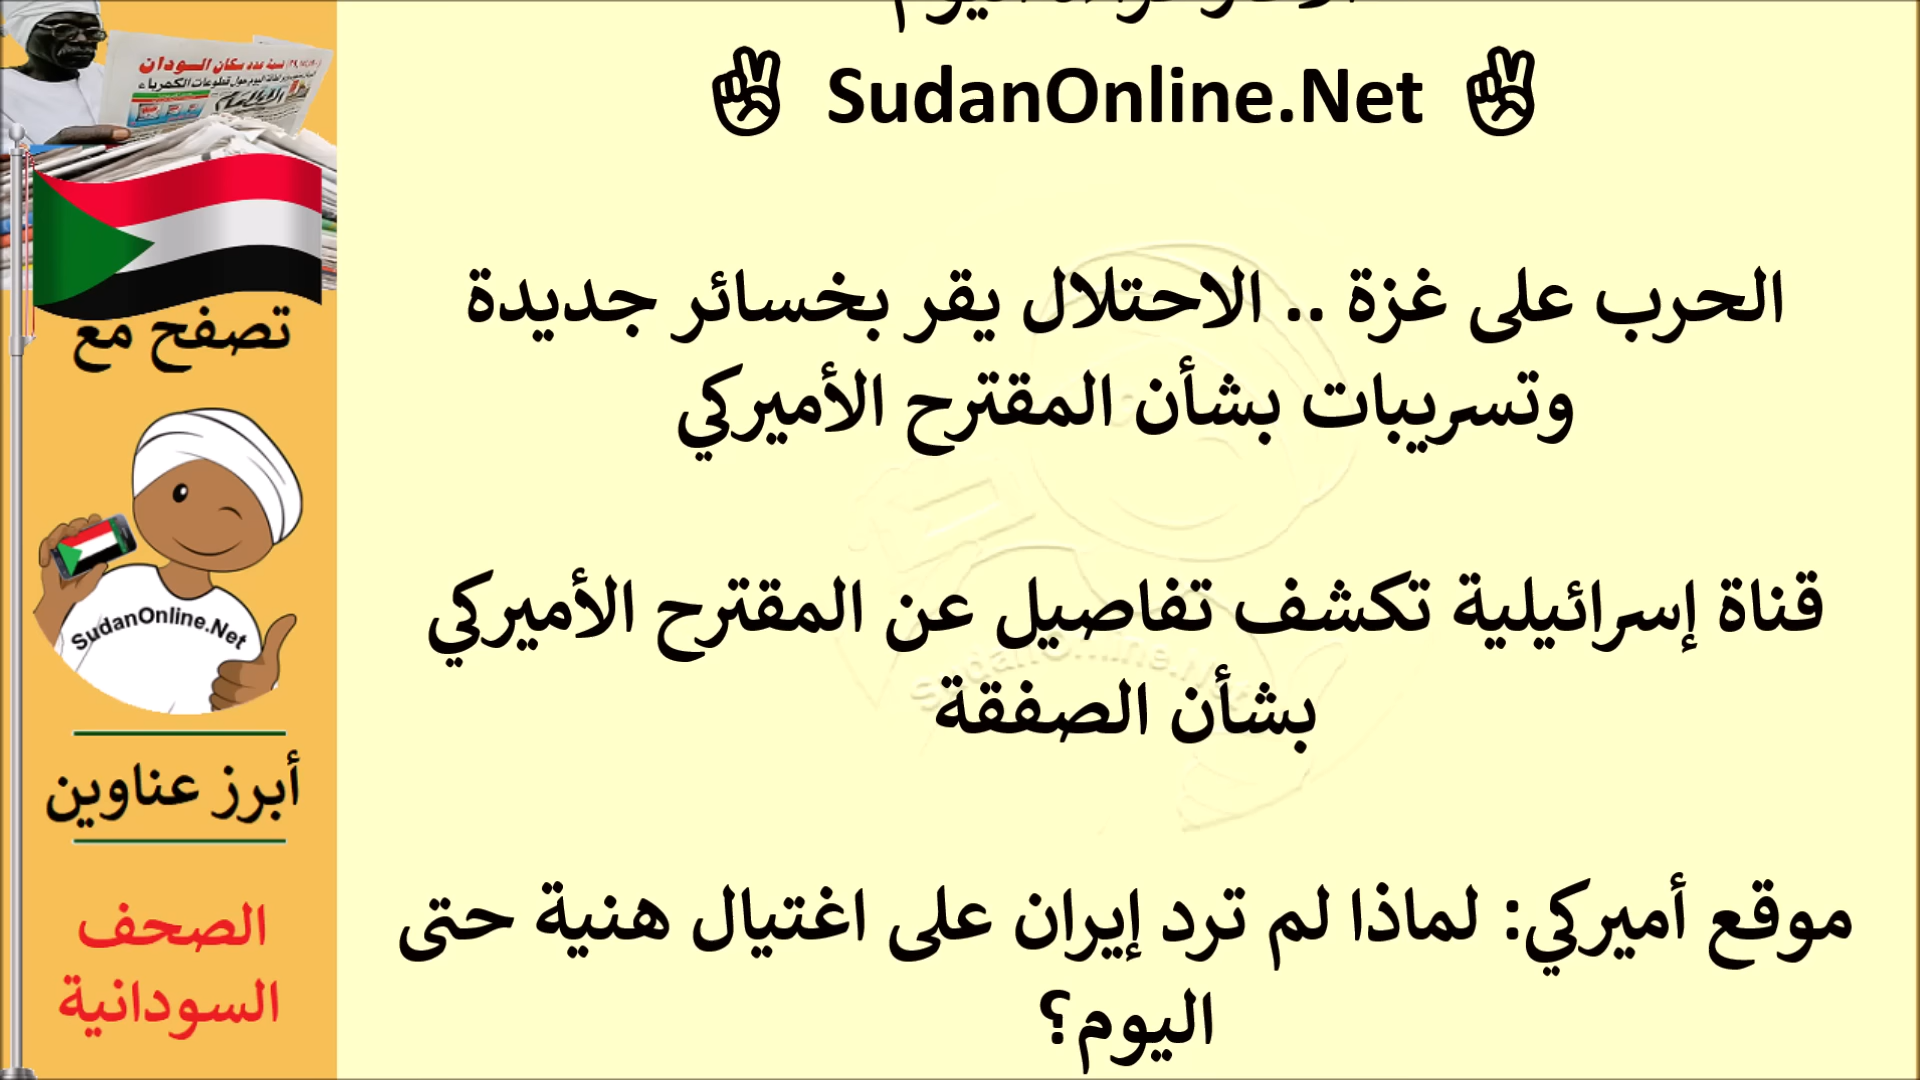 ✌ SudanOnline.Net ✌
الحرب على غزة .. الاحتلال يقر بخسائر جديدة
وتسريبات بشأن المقترح الأميركي
قناة إسرائيلية تكشف تفاصيل عن المقترح الأميركي
بشأن الصفقة
موقع أميركي: لماذا لم ترد إيران على اغتيال هنية حتى
اليوم؟
تصفح مع
SudanOnline.Net
أبرز عناوين
الصحف
السودانية
SudanOnline.Net